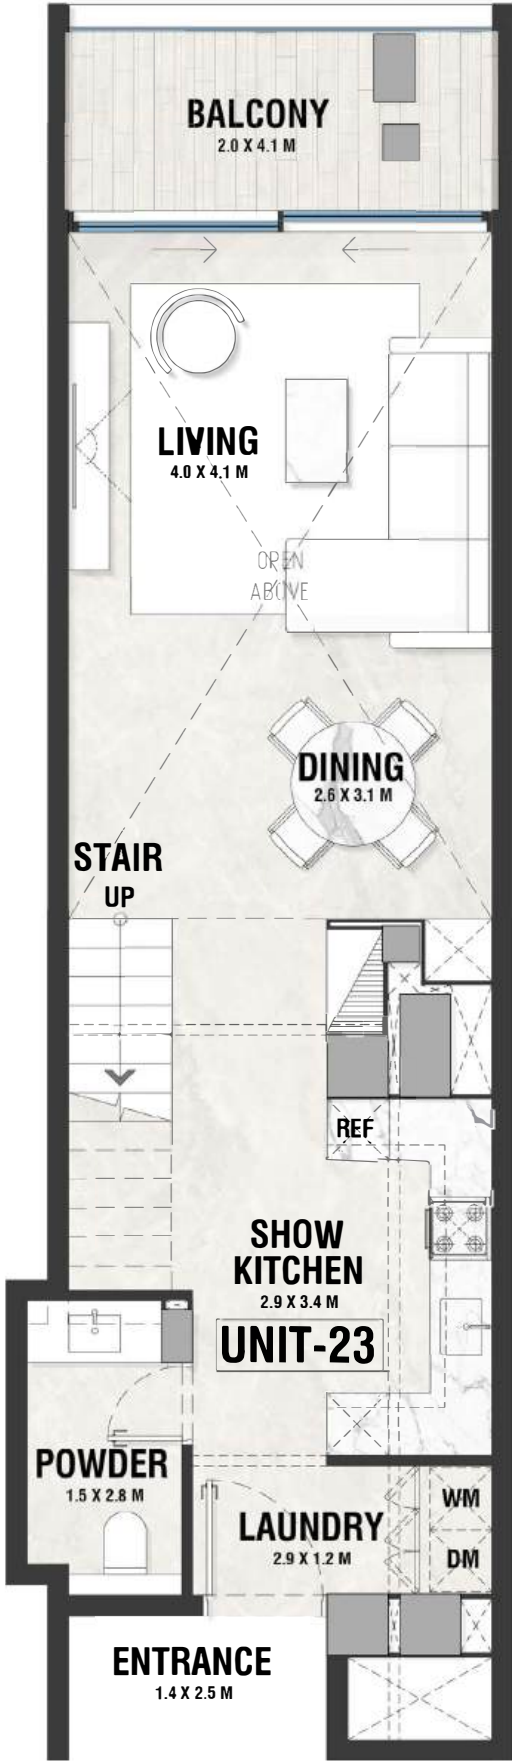 BALCONY
2.0 X 4.1 M
LIVING
4.0 X 4.1 M
OPEN
ABOVE
DINING
2.6 X 3.1 M
STAIR
UP
REF
SHOW
KITCHEN
2.9 X 3.4 M
UNIT-23
POWDER
1.5 X 2.8 M
LAUNDRY
2.9 X 1.2 M
WM
DM
ENTRANCE
1.4 X 2.5 M